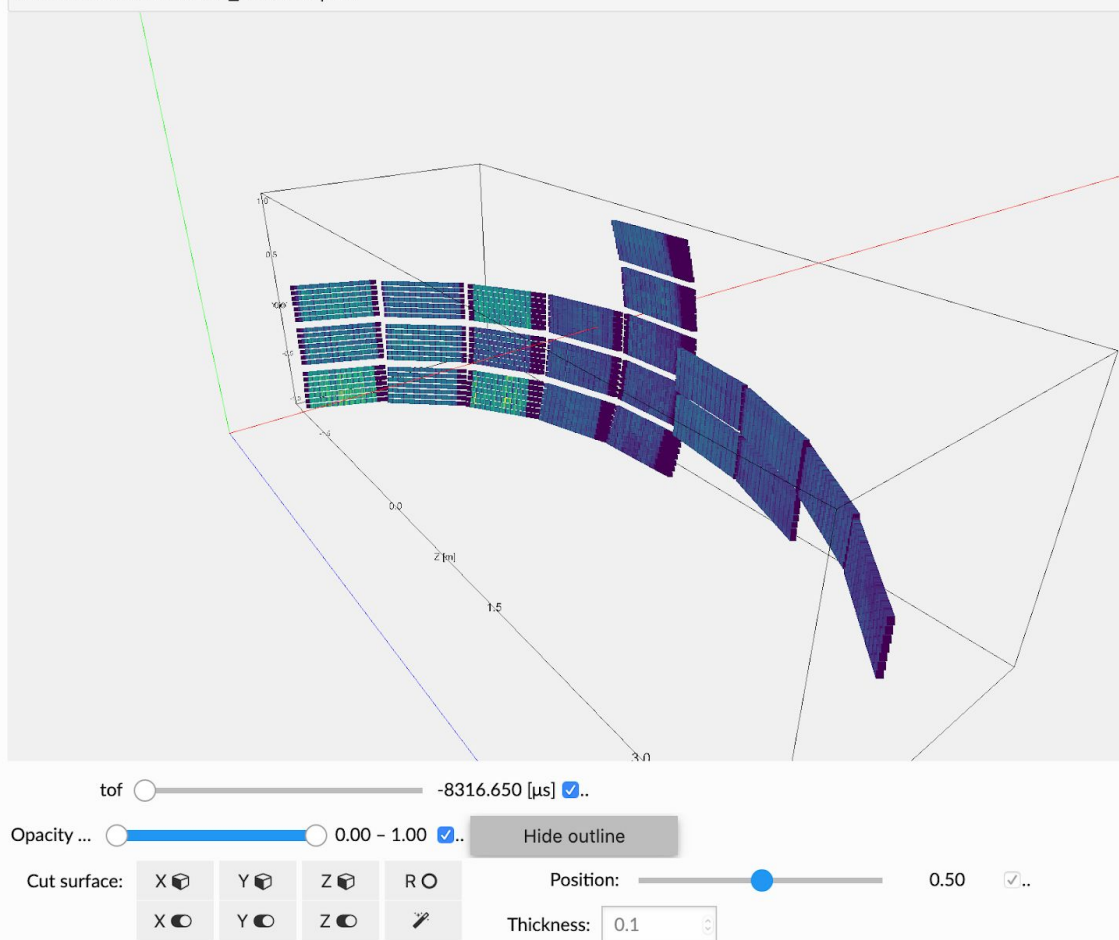 1.0
0.5
0.0
Z [m]
1.5
3.0
tof -8316.650 [µs] ..
Opacity ... 0.00 – 1.00 .. Hide outline
Cut surface: X Y Z R Position: 0.50 ..
X Y Z Thickness: 0.1